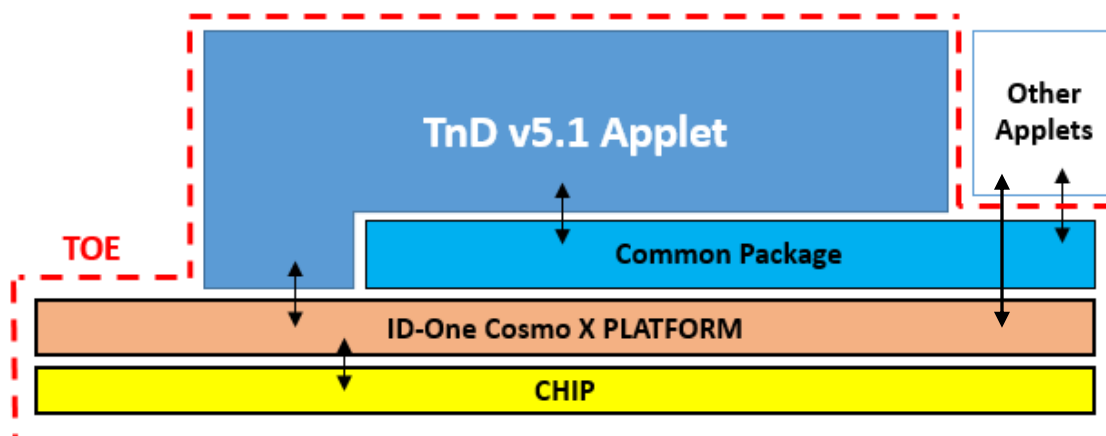 TnD v5.1 Applet
Other
Applets
TOE
Common Package
ID-One Cosmo X PLATFORM
CHIP